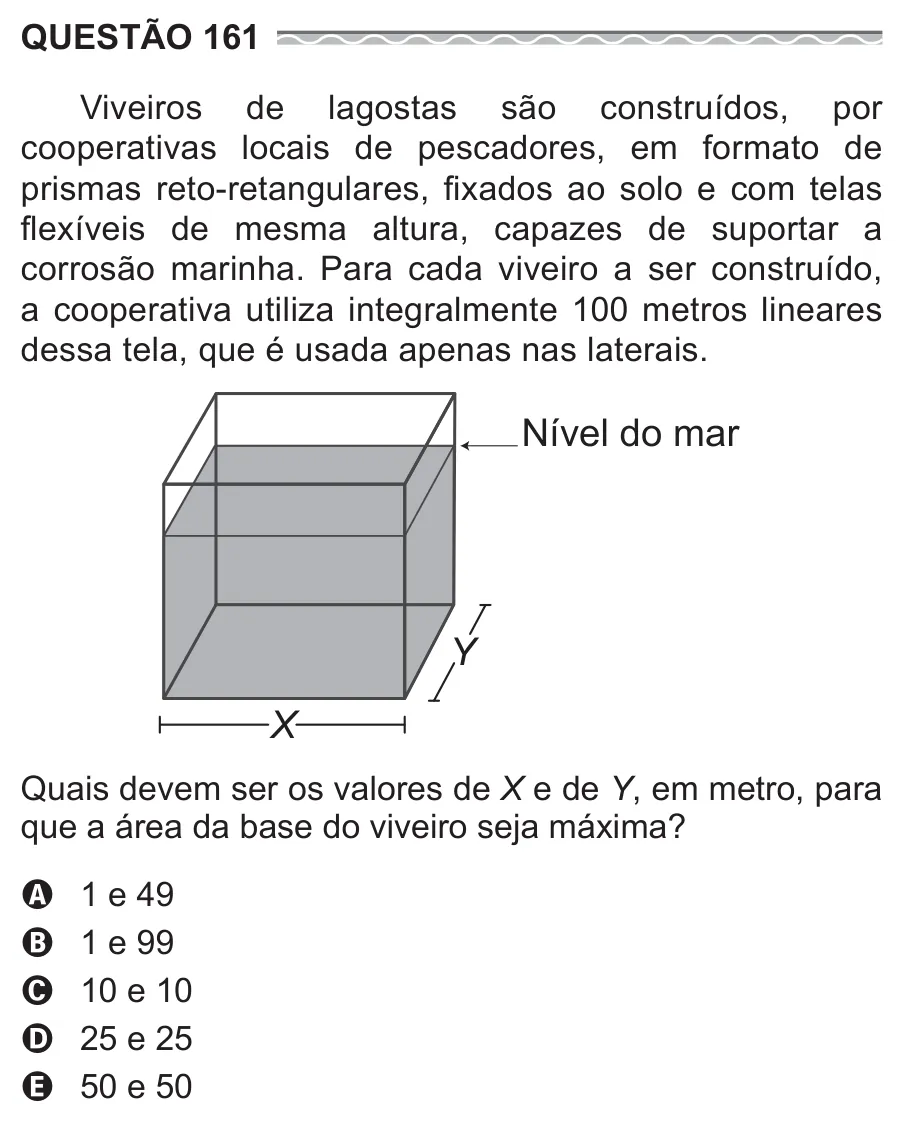 QUESTÃO 161
Viveiros de lagostas são construídos, por
cooperativas locais de pescadores, em formato de
prismas reto-retangulares, fixados ao solo e com telas
flexíveis de mesma altura, capazes de suportar a
corrosão marinha. Para cada viveiro a ser construído,
a cooperativa utiliza integralmente 100 metros lineares
dessa tela, que é usada apenas nas laterais.
Nível do mar
Y
X
Quais devem ser os valores de X e de Y, em metro, para
que a área da base do viveiro seja máxima?
A 1 e 49
B 1 e 99
C 10 e 10
D 25 e 25
E 50 e 50